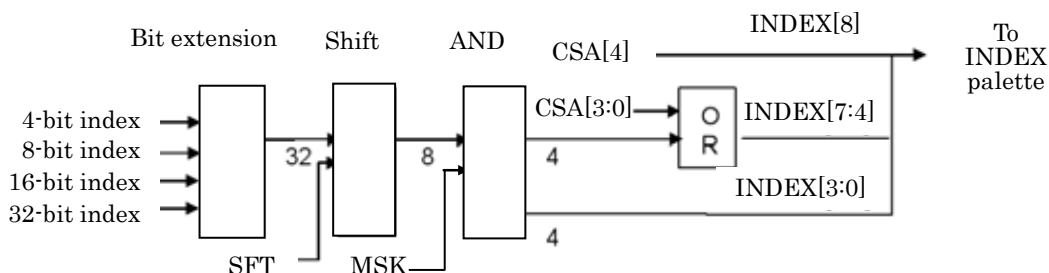 Bit extension
Shift
AND
CSA[4]
INDEX[8]
To
INDEX
palette
4-bit index
8-bit index
16-bit index
32-bit index
32
SFT
8
MSK
CSA[3:0]
4
O
R
INDEX[7:4]
INDEX[3:0]
4